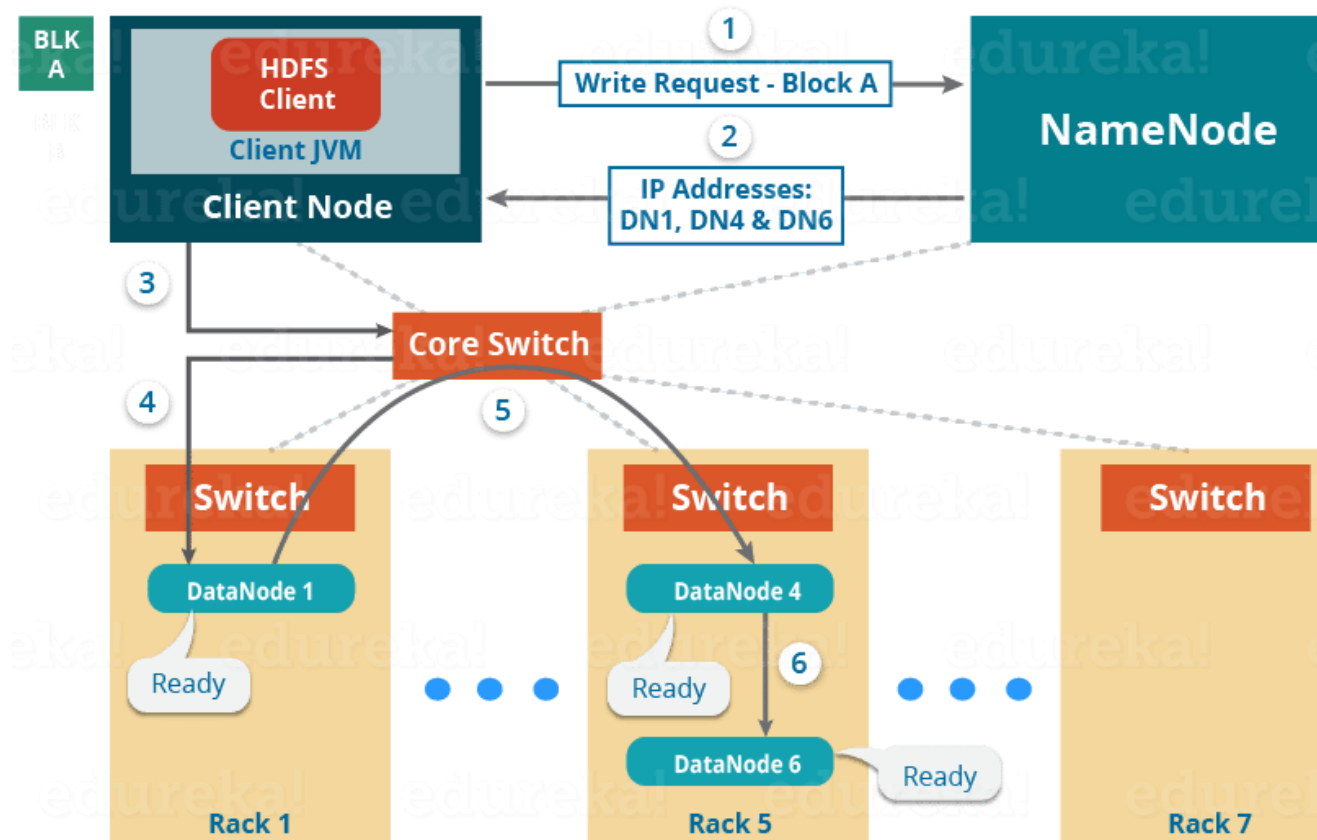 BLK
A
HDFS
Client
Client JVM
Client Node
1
Write Request - Block A
2
IP Addresses:
DN1, DN4 & DN6
NameNode
3
Core Switch
4
5
Switch
Switch
Switch
DataNode 1
DataNode 4
Ready
Ready
6
DataNode 6
Ready
Rack 1
Rack 5
Rack 7
edureka!